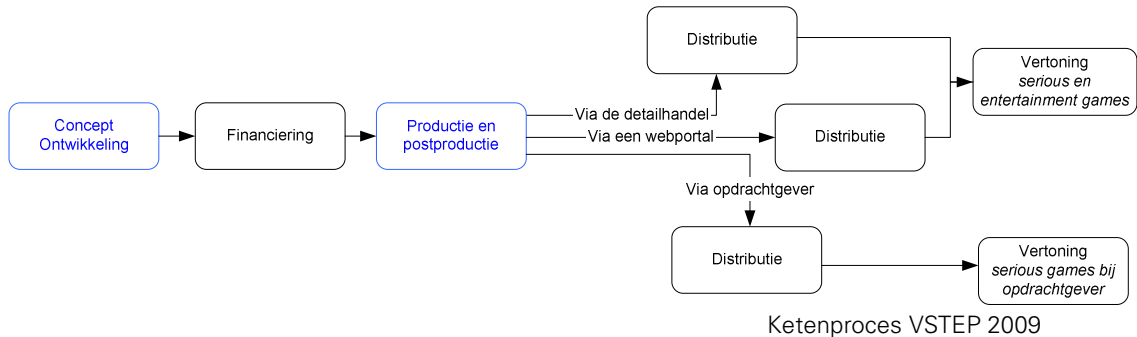 Concept
Ontwikkeling
Financiering
Productie en
postproductie
Via de detailhandel
Via een webportal
Via opdrachtgever
Distributie
Distributie
Distributie
Vertoning
serious en
entertainment games
Vertoning
serious games bij
opdrachtgever
Ketenproces VSTEP 2009